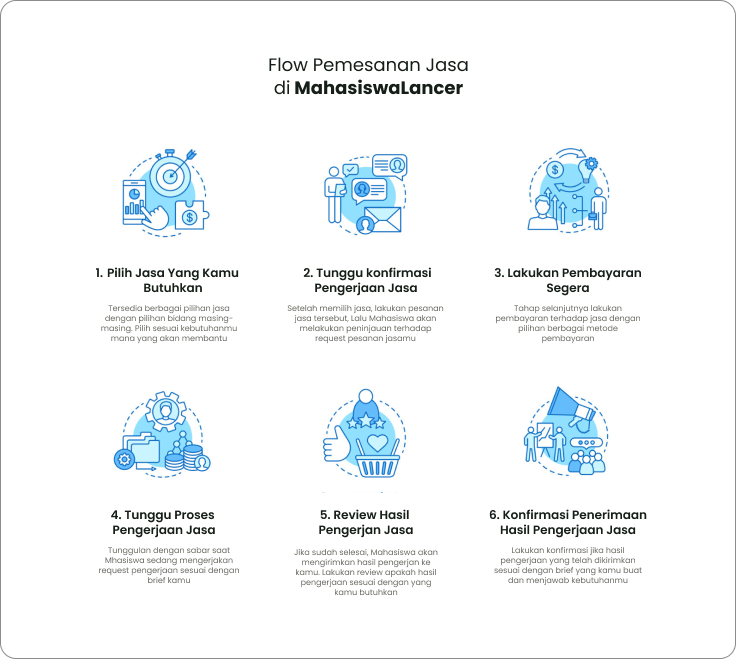 Flow Pemesanan Jasa
di MahasiswaLancer
$
$
1. Pilih Jasa Yang Kamu
Butuhkan
Tersedia berbagai pilihan jasa
dengan pilihan bidang masing-
masing. Pilih sesuai kebutuhanmu
mana yang akan membantu
2. Tunggu konfirmasi
Pengerjaan Jasa
Setelah memilih jasa, lakukan pesanan
jasa tersebut, Lalu Mahasiswa akan
melakukan peninjauan terhadap
request pesanan jasamu
3. Lakukan Pembayaran
Segera
Tahap selanjutnya lakukan
pembayaran terhadap jasa dengan
pilihan berbagai metode
pembayaran
4. Tunggu Proses
Pengerjaan Jasa
Tunggulan dengan sabar saat
Mhasiswa sedang mengerjakan
request pengerjaan sesuai dengan
brief kamu
5. Review Hasil
Pengerjan Jasa
Jika sudah selesai, Mahasiswa akan
mengirimkan hasil pengerjan ke
kamu. Lakukan review apakah hasil
pengerjaan sesuai dengan yang
kamu butuhkan
6. Konfirmasi Penerimaan
Hasil Pengerjaan Jasa
Lakukan konfirmasi jika hasil
pengerjaan yang telah dikirimkan
sesuai dengan brief yang kamu buat
dan menjawab kebutuhanmu